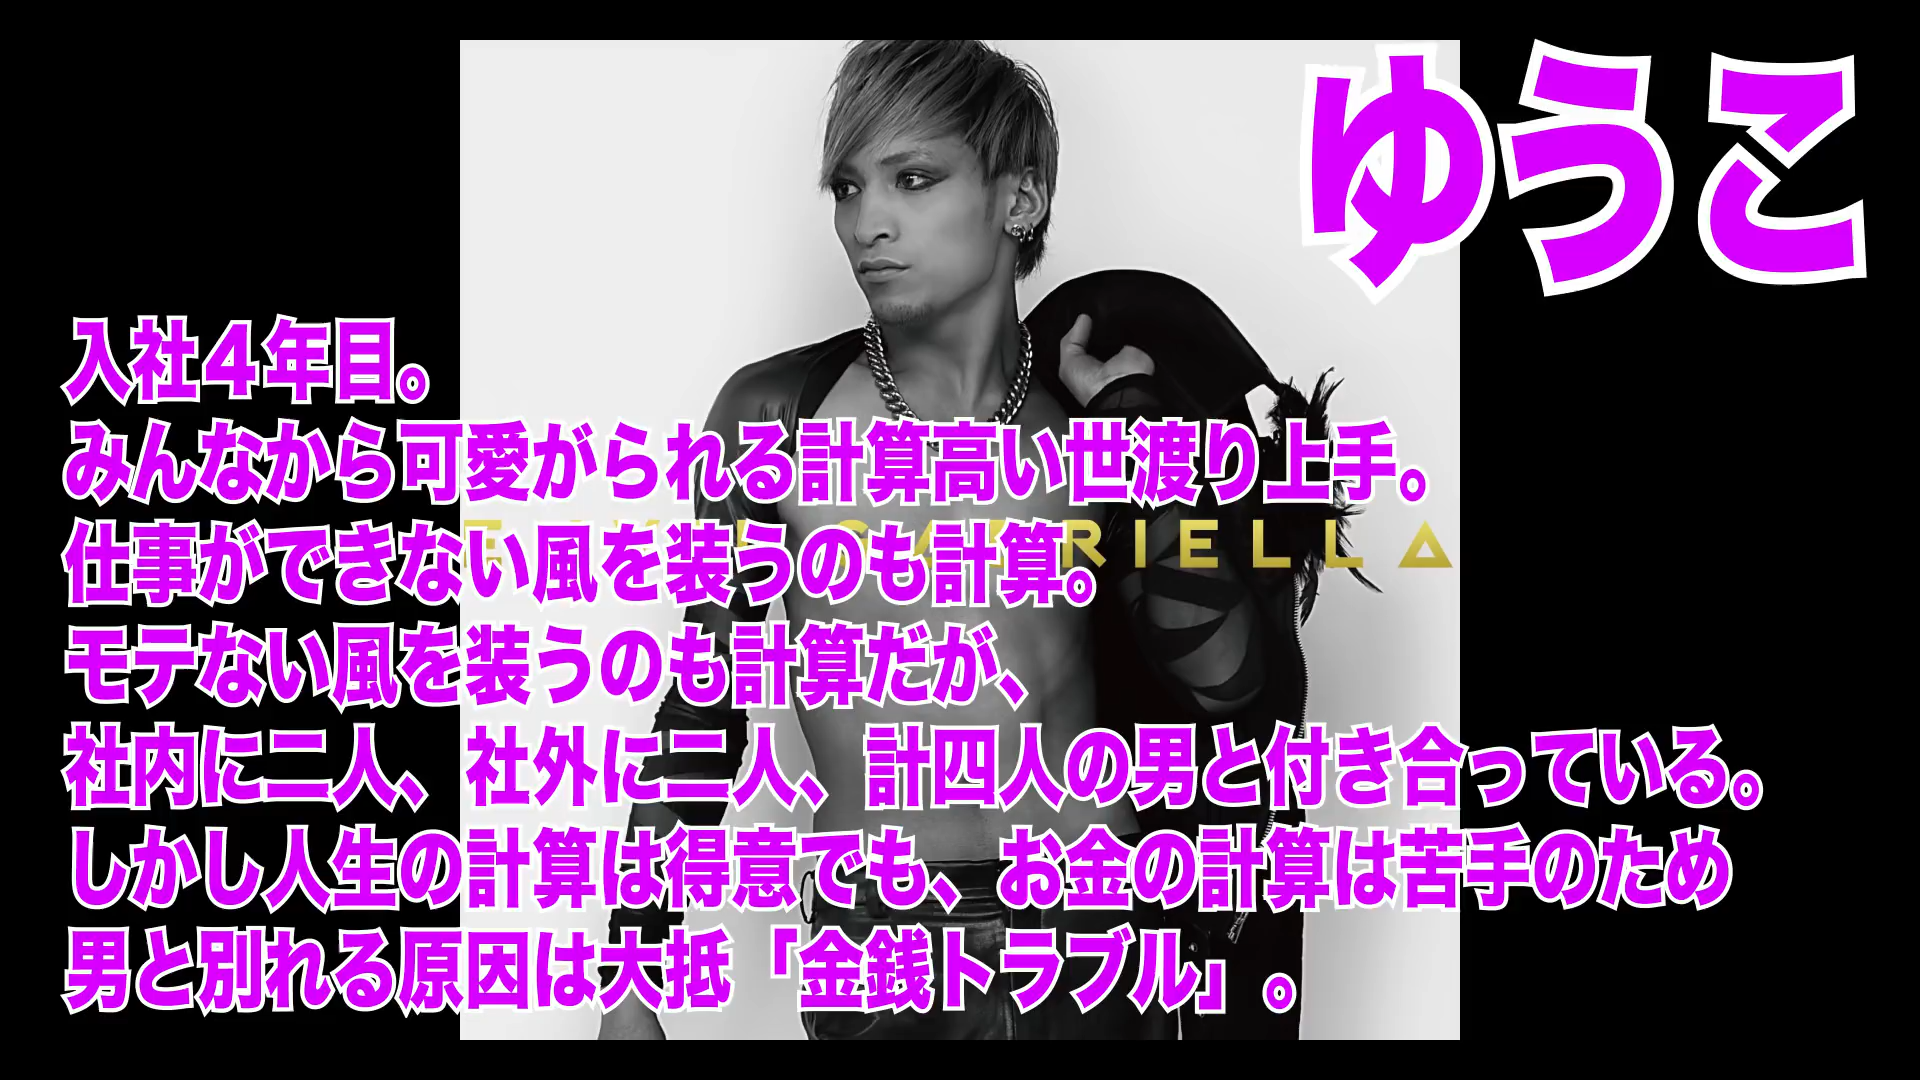 ゆうこ
入社4年目。
みんなから可愛がられる計算高い世渡り上手。
仕事ができない風を装うのも計算。
モテない風を装うのも計算だが、
社内に二人、社外に二人、計四人の男と付き合っている。
しかし人生の計算は得意でも、お金の計算は苦手のため
男と別れる原因は大抵「金銭トラブル」。